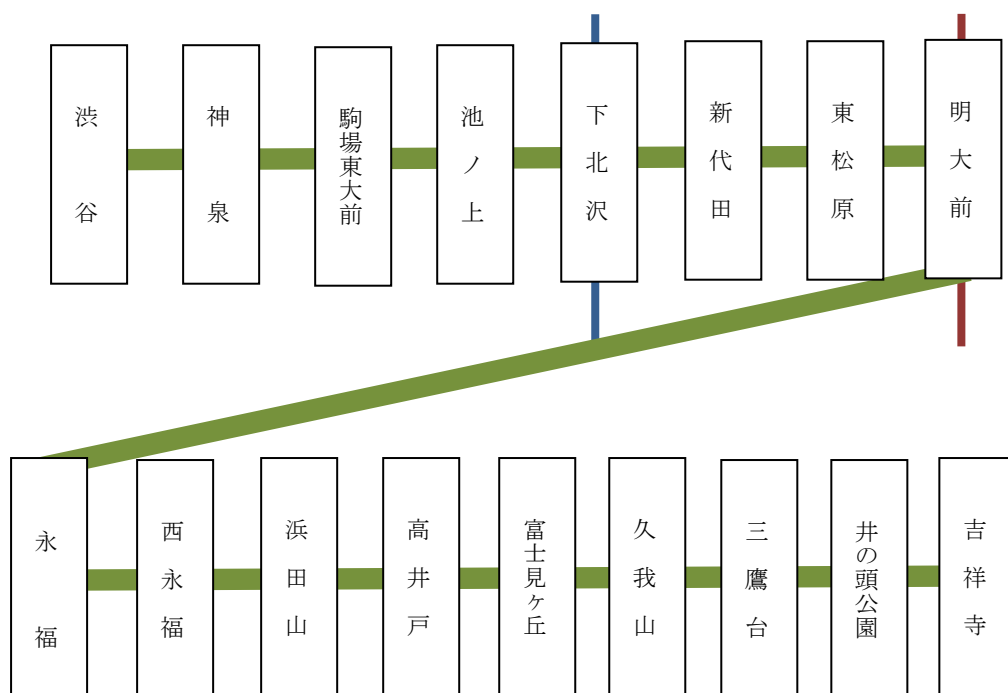 渋谷
神泉
駒場東大前
池ノ上
下北沢
新代田
東松原
明大前
永福
西永福
浜田山
高井戸
富士見ヶ丘
久我山
三鷹台
井の頭公園
吉祥寺